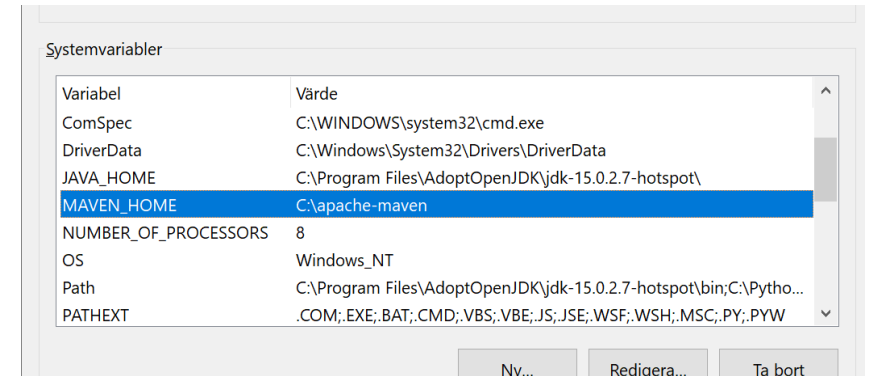 Systemvariabler
Variabel Värde
ComSpec C:\WINDOWS\system32\cmd.exe
DriverData C:\Windows\System32\Drivers\DriverData
JAVA_HOME C:\Program Files\AdoptOpenJDK\jdk-15.0.2.7-hotspot\
MAVEN_HOME C:\apache-maven
NUMBER_OF_PROCESSORS 8
OS Windows_NT
Path C:\Program Files\AdoptOpenJDK\jdk-15.0.2.7-hotspot\bin;C:\Pytho...
PATHEXT .COM;.EXE;.BAT;.CMD;.VBS;.VBE;.JS;.JSE;.WSF;.WSH;.MSC;.PY;.PYW
Ny... Redigera... Ta bort